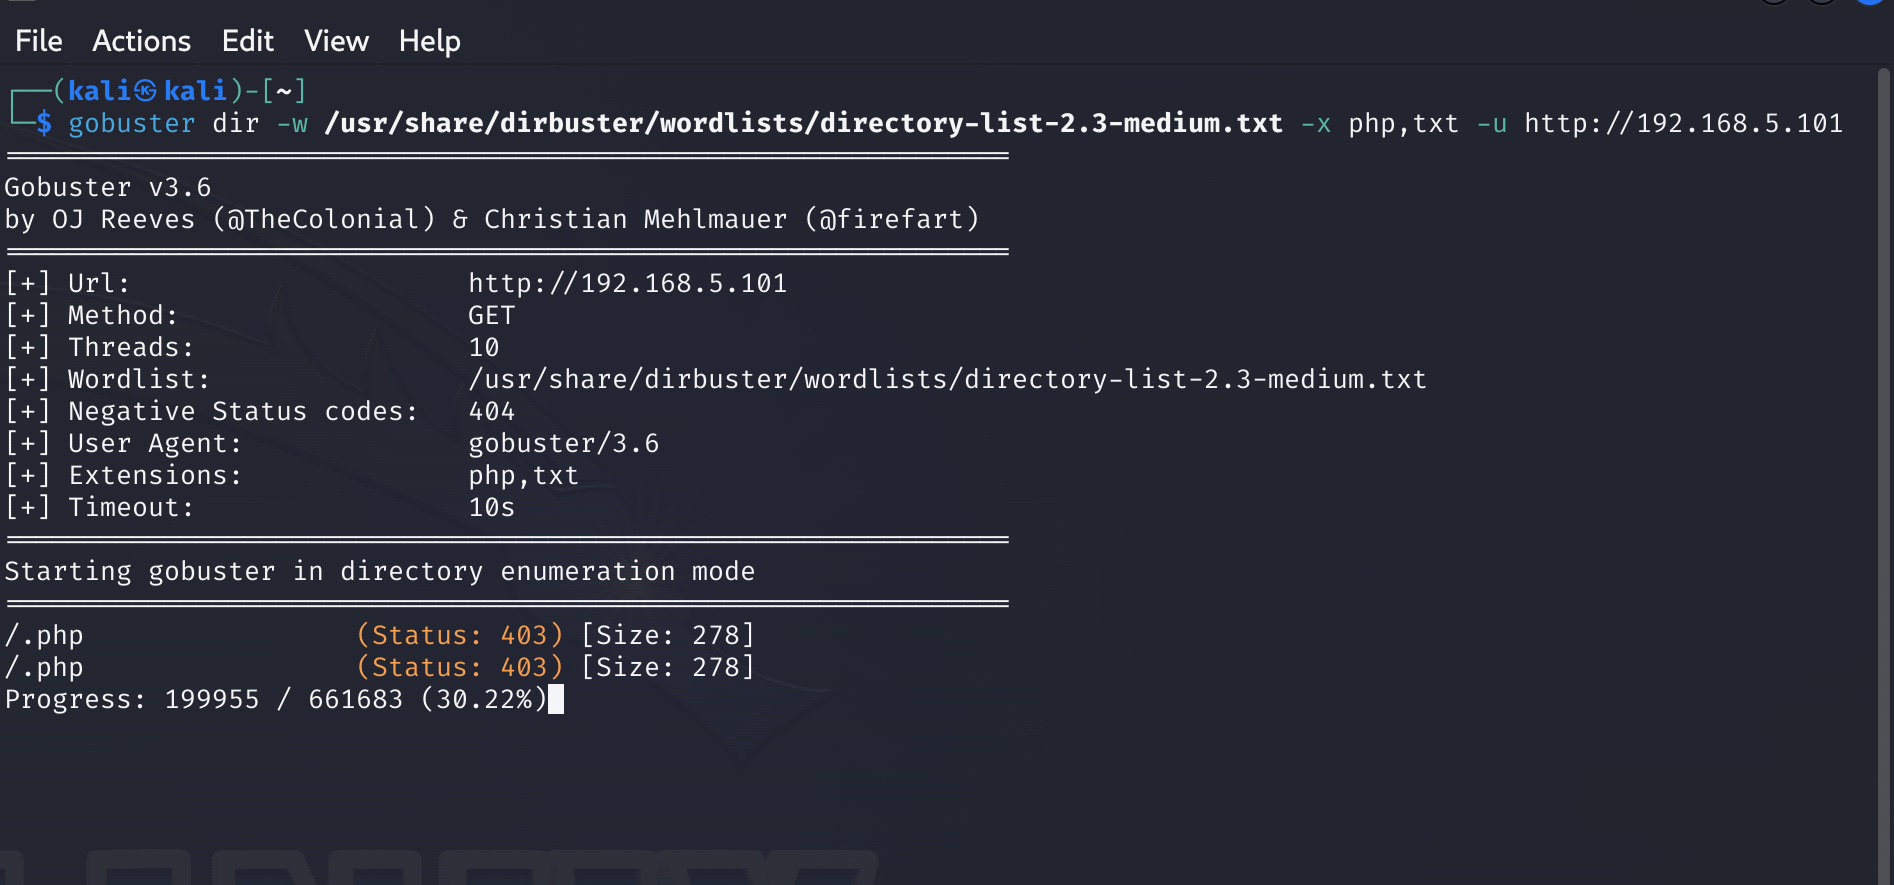 File Actions Edit View Help
┌──(kali㉿kali)-[~]
└─$ gobuster dir -w /usr/share/dirbuster/wordlists/directory-list-2.3-medium.txt -x php,txt -u http://192.168.5.101
===============================================================
Gobuster v3.6
by OJ Reeves (@TheColonial) & Christian Mehlmauer (@firefart)
===============================================================
[+] Url:                     http://192.168.5.101
[+] Method:                  GET
[+] Threads:                 10
[+] Wordlist:                /usr/share/dirbuster/wordlists/directory-list-2.3-medium.txt
[+] Negative Status codes:   404
[+] User Agent:              gobuster/3.6
[+] Extensions:              php,txt
[+] Timeout:                 10s
===============================================================
Starting gobuster in directory enumeration mode
===============================================================
/.php                 (Status: 403) [Size: 278]
/.php                 (Status: 403) [Size: 278]
Progress: 199955 / 661683 (30.22%)